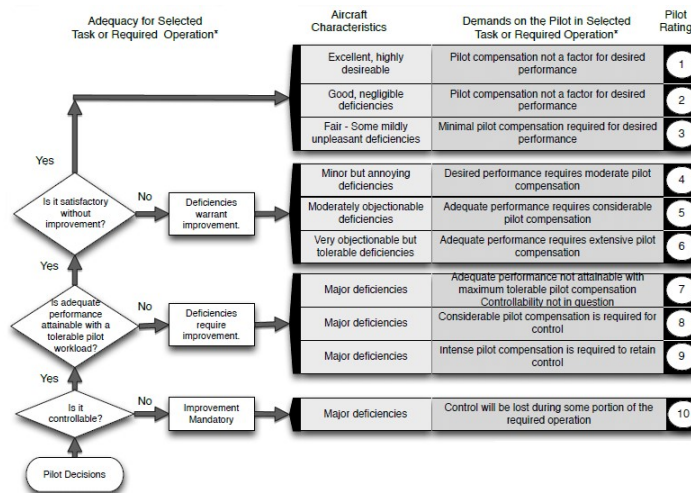 Adequacy for Selected
Task or Required Operation*
Aircraft
Characteristics
Demands on the Pilot in Selected
Task or Required Operation*
Pilot
Rating
Excellent, highly
desireable
Pilot compensation not a factor for desired
performance
1
Good, negligible
deficiencies
Pilot compensation not a factor for desired
performance
2
Fair - Some mildly
unpleasant deficiencies
Minimal pilot compensation required for desired
performance
3
Yes
Is it satisfactory
without
improvement?
No
Deficiencies
warrant
improvement.
Minor but annoying
deficiencies
Desired performance requires moderate pilot
compensation
4
Moderately objectionable
deficiencies
Adequate performance requires considerable
pilot compensation
5
Very objectionable but
tolerable deficiencies
Adequate performance requires extensive pilot
compensation
6
Yes
Is adequate
performance
attainable with a
tolerable pilot
workload?
No
Deficiencies
require
improvement.
Major deficiencies
Adequate performance not attainable with
maximum tolerable pilot compensation
Controllability not in question
7
Major deficiencies
Considerable pilot compensation is required for
control
8
Major deficiencies
Intense pilot compensation is required to retain
control
9
Yes
Is it
controllable?
No
Improvement
Mandatory
Major deficiencies
Control will be lost during some portion of the
required operation
10
Pilot Decisions